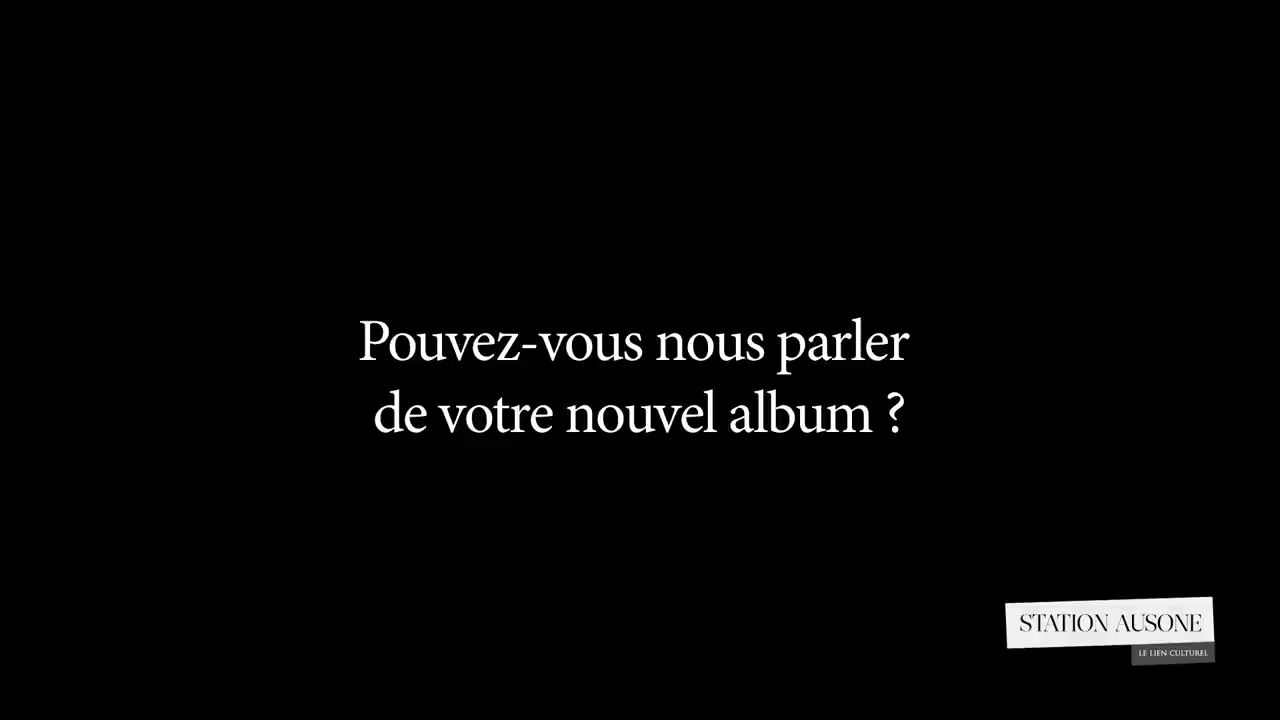 Pouvez-vous nous parler
de votre nouvel album ?
STATION AUSONE
LE LIEN CULTUREL